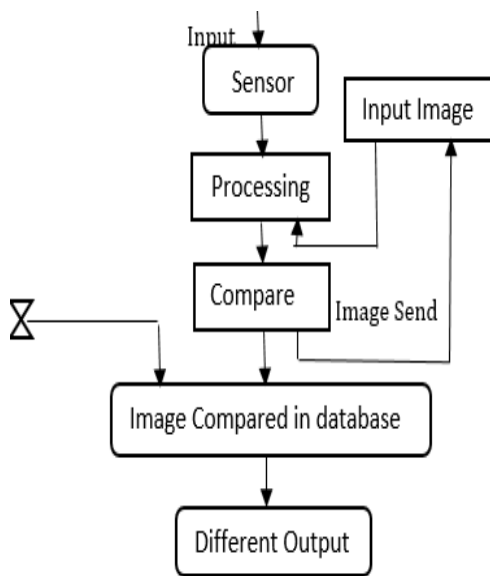 Input
Sensor
Input Image
Processing
Compare
Image Send
Image Compared in database
Different Output